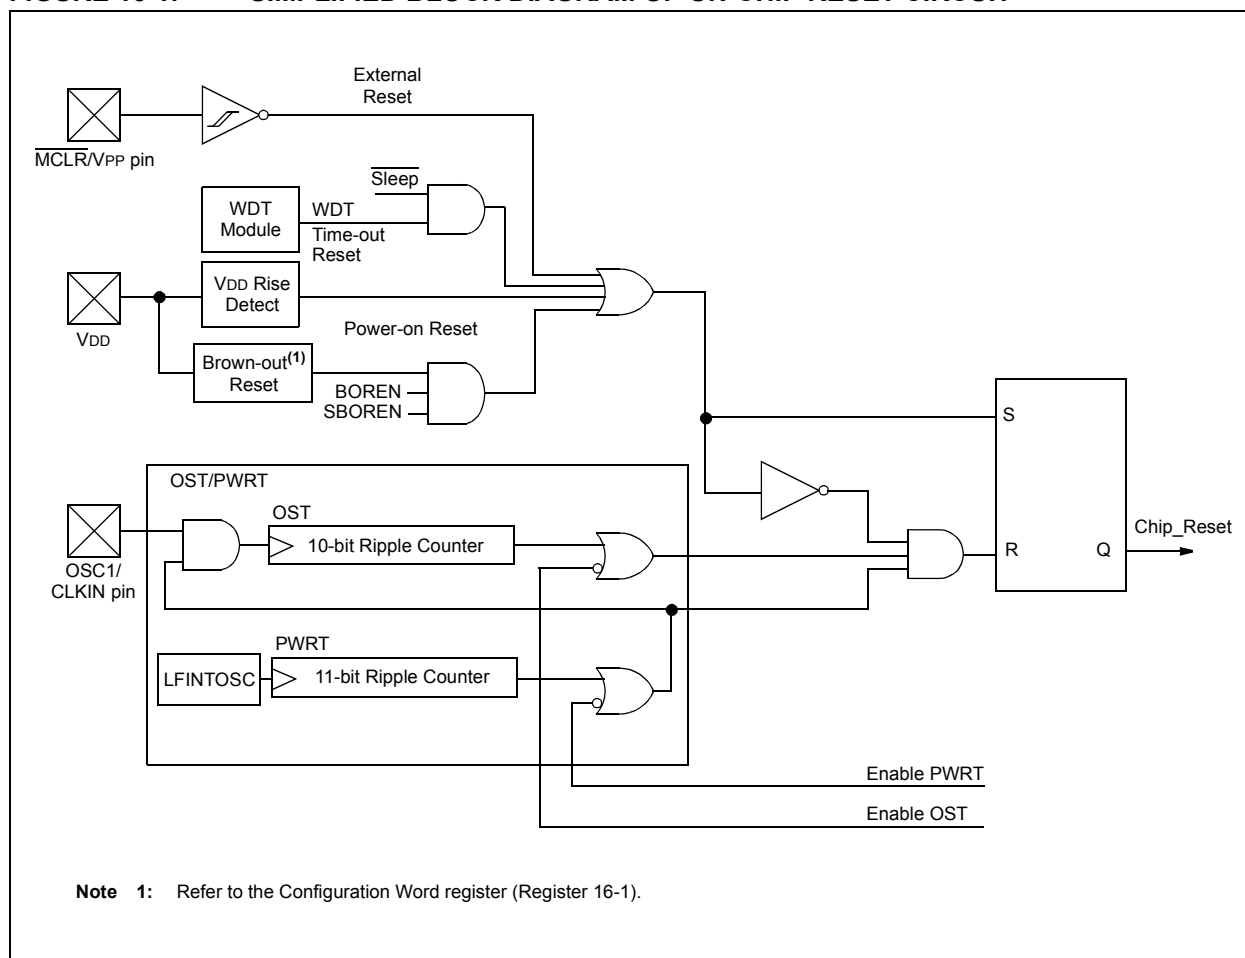 External
Reset
MCLR/VPP pin
Sleep
WDT
Module
WDT
Time-out
Reset
VDD Rise
Detect
VDD
Power-on Reset
Brown-out(1)
Reset
BOREN
SBOREN
S
OST/PWRT
OST
10-bit Ripple Counter
OSC1/
CLKIN pin
R
Q
Chip_Reset
PWRT
LFINTOSC
11-bit Ripple Counter
Enable PWRT
Enable OST
Note 1: Refer to the Configuration Word register (Register 16-1).